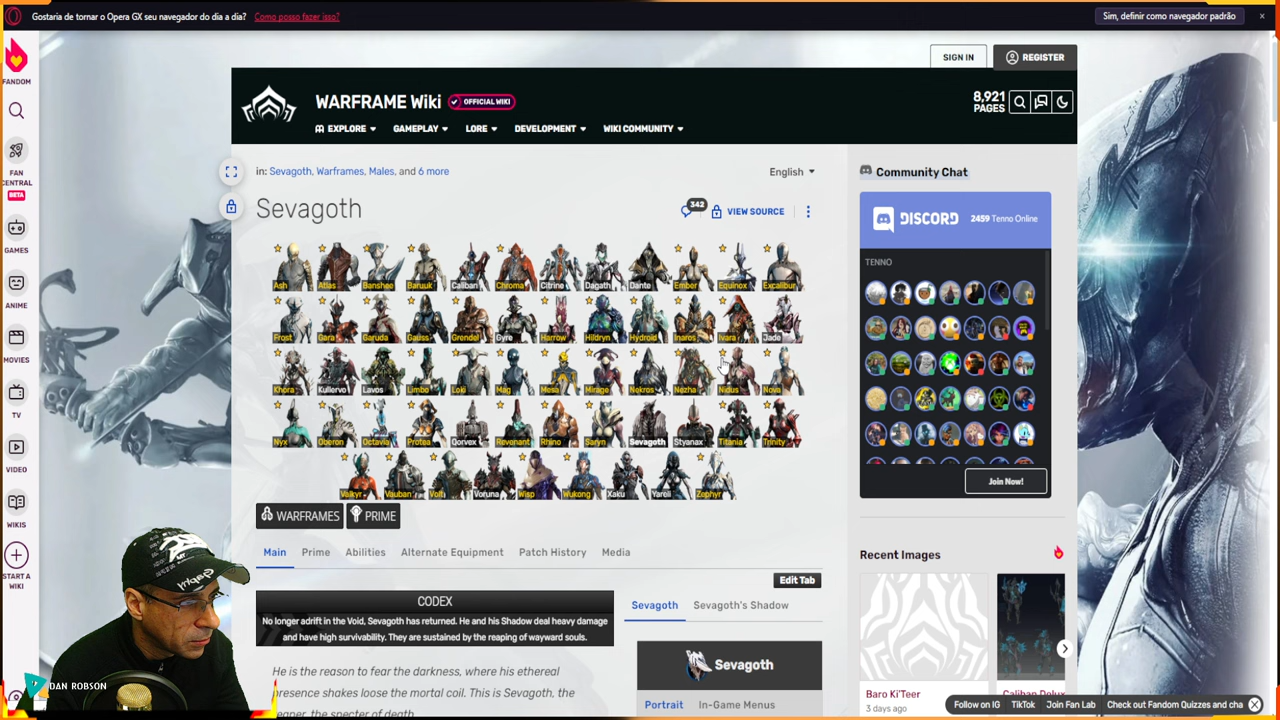 Gostaria de tornar o Opera GX seu navegador do dia a dia? Como posso fazer isso? Sim, definir como navegador padrão
SIGN IN REGISTER
FANDOM
FAN CENTRAL
BETA
GAMES
ANIME
MOVIES
TV
VIDEO
WIKIS
START A WIKI
WARFRAME Wiki OFFICIAL WIKI
8,921 PAGES
EXPLORE GAMEPLAY LORE DEVELOPMENT WIKI COMMUNITY
in: Sevagoth, Warframes, Males, and 6 more
English
Sevagoth
342 VIEW SOURCE
Ash Atlas Banshee Baruuk Caliban Chroma Citrine Dagath Dante Ember Equinox Excalibur
Frost Gara Garuda Gauss Grendel Gyre Harrow Hildryn Hydroid Inaros Ivara Jade
Khora Kullervo Lavos Limbo Loki Mag Mesa Mirage Nekros Nezha Nidus Nova
Nyx Oberon Octavia Protea Qorvex Revenant Rhino Saryn Sevagoth Styanax Titania Trinity
Valkyr Vauban Volt Voruna Wisp Wukong Xaku Yareli Zephyr
WARFRAMES PRIME
Main Prime Abilities Alternate Equipment Patch History Media
Edit Tab
CODEX
No longer adrift in the Void, Sevagoth has returned. He and his Shadow deal heavy damage
and have high survivability. They are sustained by the reaping of wayward souls.
He is the reason to fear the darkness, where his ethereal
presence shakes loose the mortal coil. This is Sevagoth, the
reaper, the specter of death.
Sevagoth Sevagoth's Shadow
Sevagoth
Portrait In-Game Menus
Community Chat
DISCORD 2459 Tenno Online
TENNO
Join Now!
Recent Images
Baro Ki'Teer
3 days ago
Caliban Delux
Follow on IG TikTok Join Fan Lab Check out Fandom Quizzes and cha
DAN ROBSON